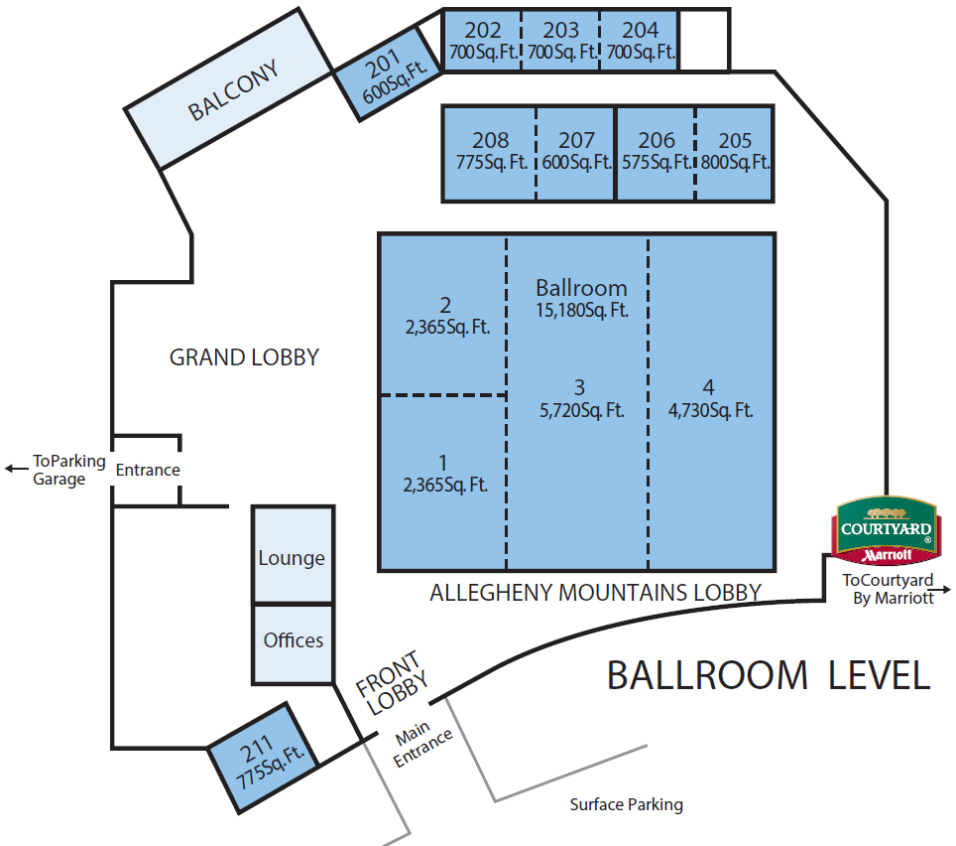 202
700Sq.Ft.
203
700Sq.Ft.
204
700Sq.Ft.
201
600Sq.Ft.
BALCONY
208
775Sq. Ft.
207
600Sq. Ft.
206
575Sq. Ft.
205
800Sq. Ft.
Ballroom
15,180Sq. Ft.
2
2,365Sq. Ft.
GRAND LOBBY
3
5,720Sq. Ft.
4
4,730Sq. Ft.
1
2,365Sq. Ft.
ToParking
Garage
Entrance
COURTYARD
®
Marriott
ToCourtyard
By Marriott
Lounge
ALLEGHENY MOUNTAINS LOBBY
Offices
FRONT
LOBBY
BALLROOM LEVEL
Main
Entrance
211
775Sq.Ft.
Surface Parking